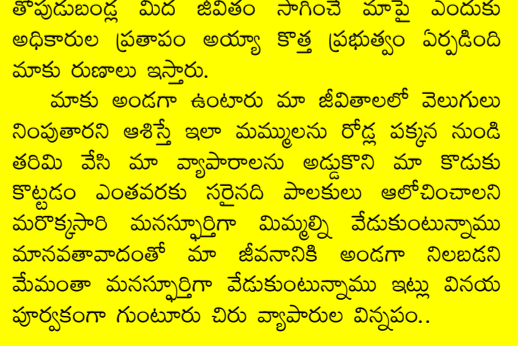 తోపుడుబండ్ల మీద జీవితం సాగించే మాపై ఎందుకు
అధికారుల ప్రతాపం అయ్యా కొత్త ప్రభుత్వం ఏర్పడింది
మాకు రుణాలు ఇస్తారు.
మాకు అండగా ఉంటారు మా జీవితాలలో వెలుగులు
నింపుతారని ఆశిస్తే ఇలా మమ్ములను రోడ్ల పక్కన నుండి
తరిమి వేసి మా వ్యాపారాలను అడ్డుకొని మా కొడుకు
కొట్టడం ఎంతవరకు సరైనది పాలకులు ఆలోచించాలని
మరొక్కసారి మనస్ఫూర్తిగా మిమ్మల్ని వేడుకుంటున్నాము
మానవతావాదంతో మా జీవనానికి అండగా నిలబడని
మేమంతా మనస్ఫూర్తిగా వేడుకుంటున్నాము ఇట్లు వినయ
పూర్వకంగా గుంటూరు చిరు వ్యాపారుల విన్నపం..